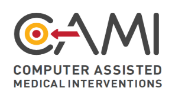 CAMI
COMPUTER ASSISTED
MEDICAL INTERVENTIONS